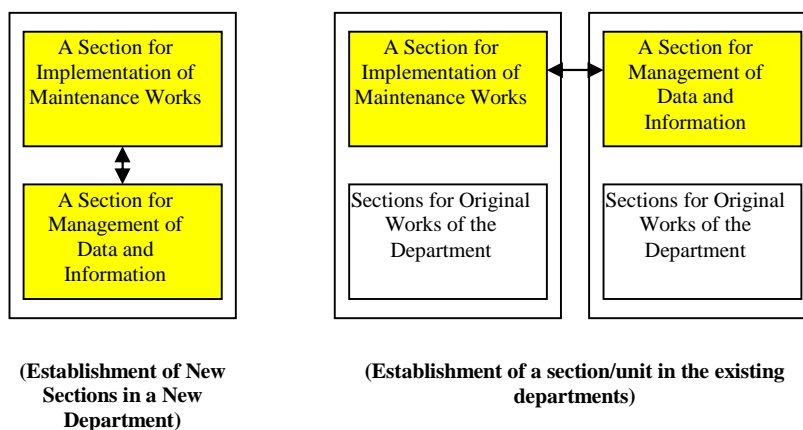 A Section for
Implementation of
Maintenance Works
A Section for
Management of
Data and
Information
(Establishment of New
Sections in a New
Department)
A Section for
Implementation of
Maintenance Works
Sections for Original
Works of the
Department
A Section for
Management of
Data and
Information
Sections for Original
Works of the
Department
(Establishment of a section/unit in the existing
departments)